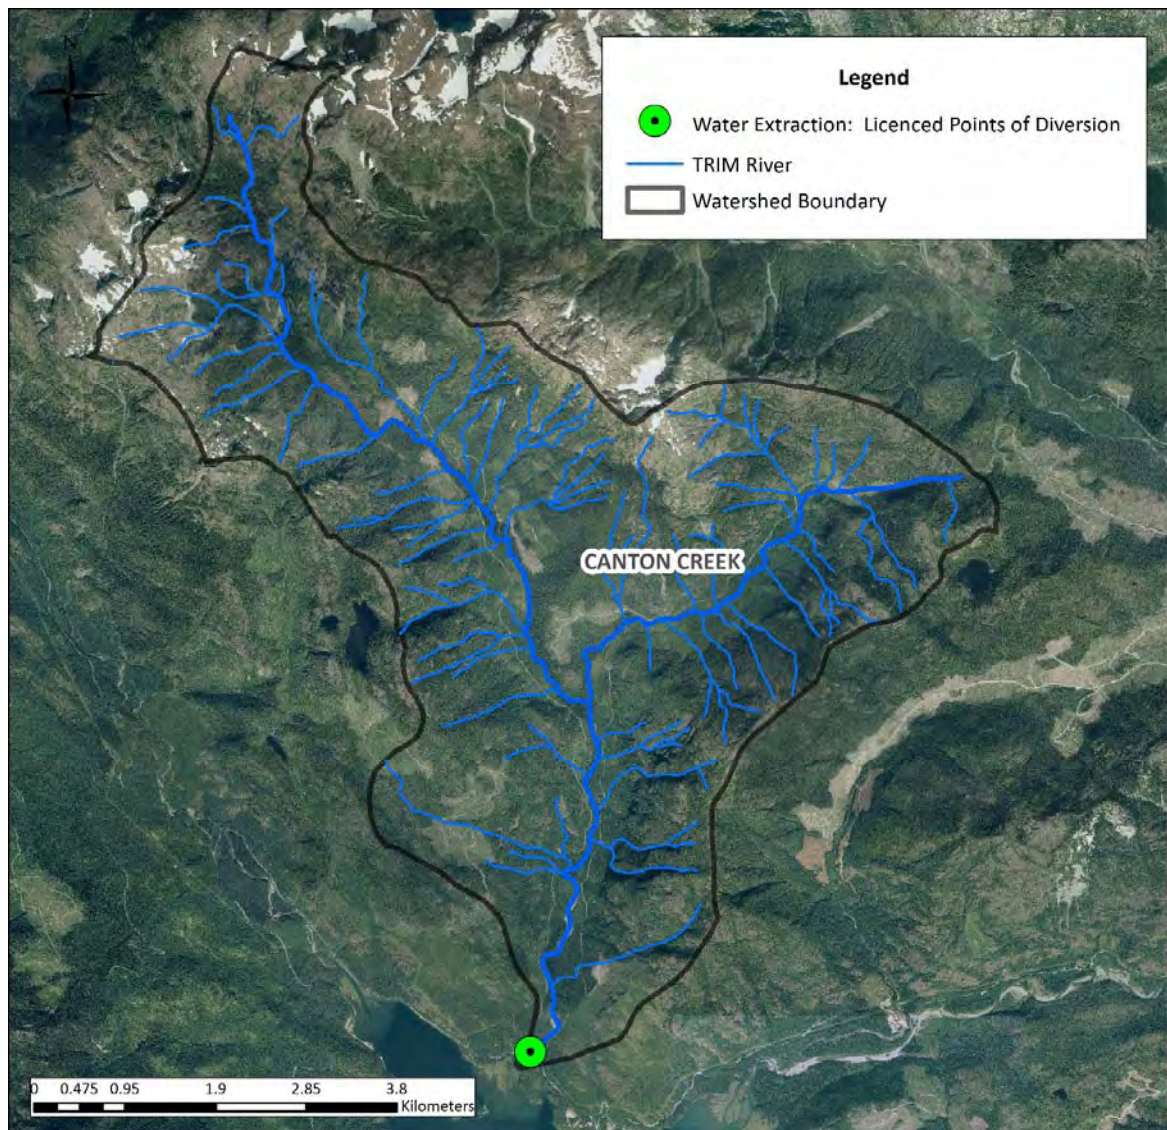 N
Legend
Water Extraction: Licenced Points of Diversion
TRIM River
Watershed Boundary
CANTON CREEK
0 0.475 0.95 1.9 2.85 3.8
Kilometers